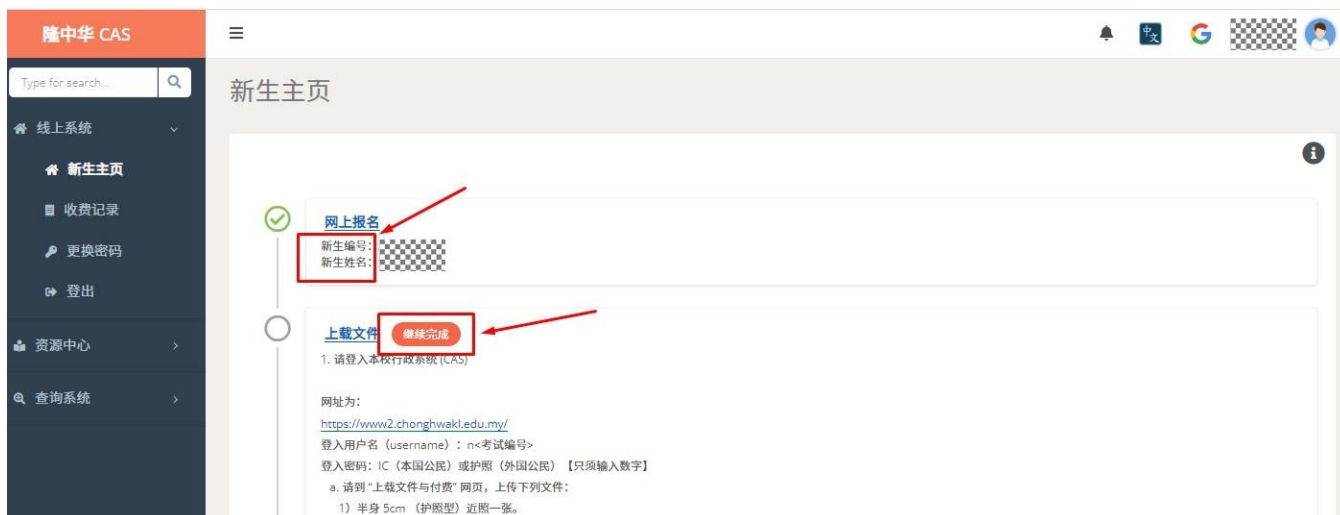 隆中华 CAS
中文
G
Type for search...
新生主页
线上系统
新生主页
收费记录
更换密码
登出
资源中心
查询系统
网上报名
新生编号:
新生姓名:
上载文件 继续完成
1. 请登入本校行政系统 (CAS)
网址为:
https://www2.chonghwakl.edu.my/
登入用户名（username）: n<考试编号>
登入密码: IC（本国公民）或护照（外国公民）【只须输入数字】
a. 请到 "上载文件与付费" 网页，上传下列文件:
1）半身 5cm （护照型）近照一张。